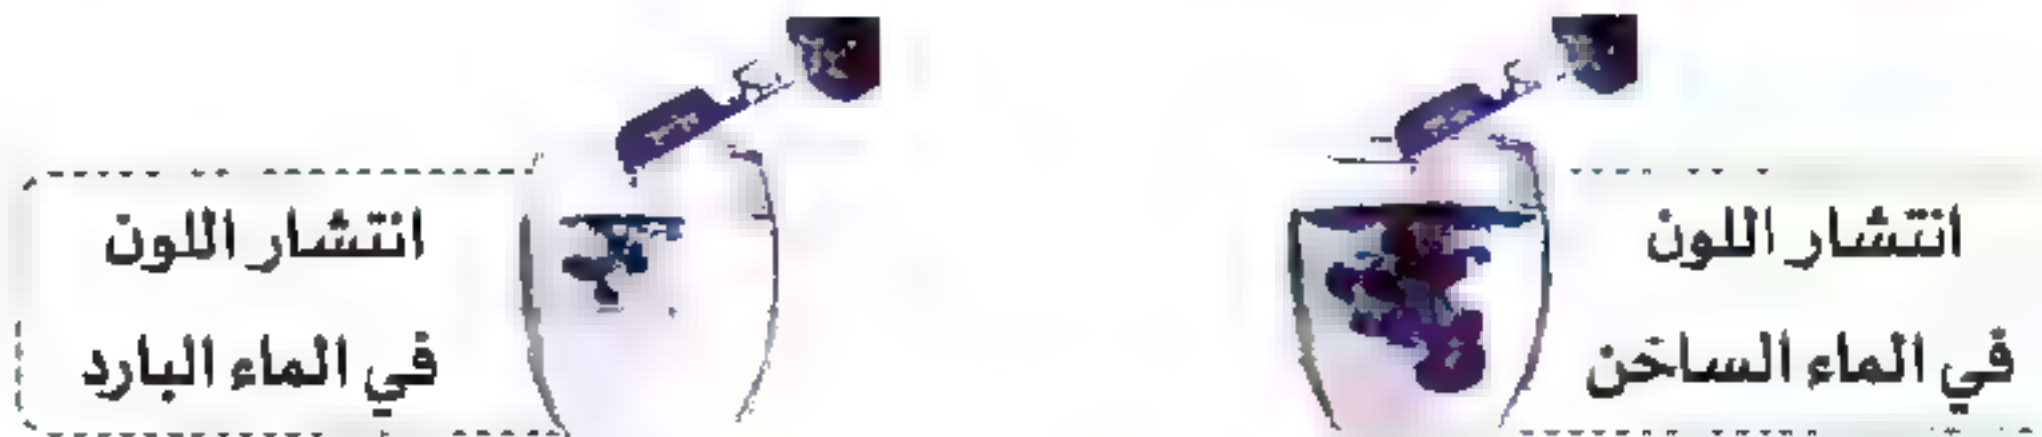 انتشار اللون
في الماء الساخن
انتشار اللون
في الماء البارد